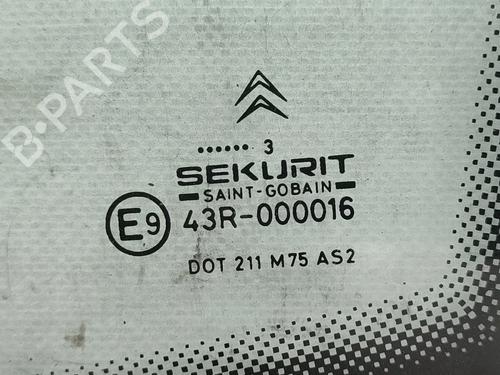 B-PARTS
...... 3
SEKURIT
SAINT-GOBAIN
E9 43R-000016
DOT 211 M75 AS2